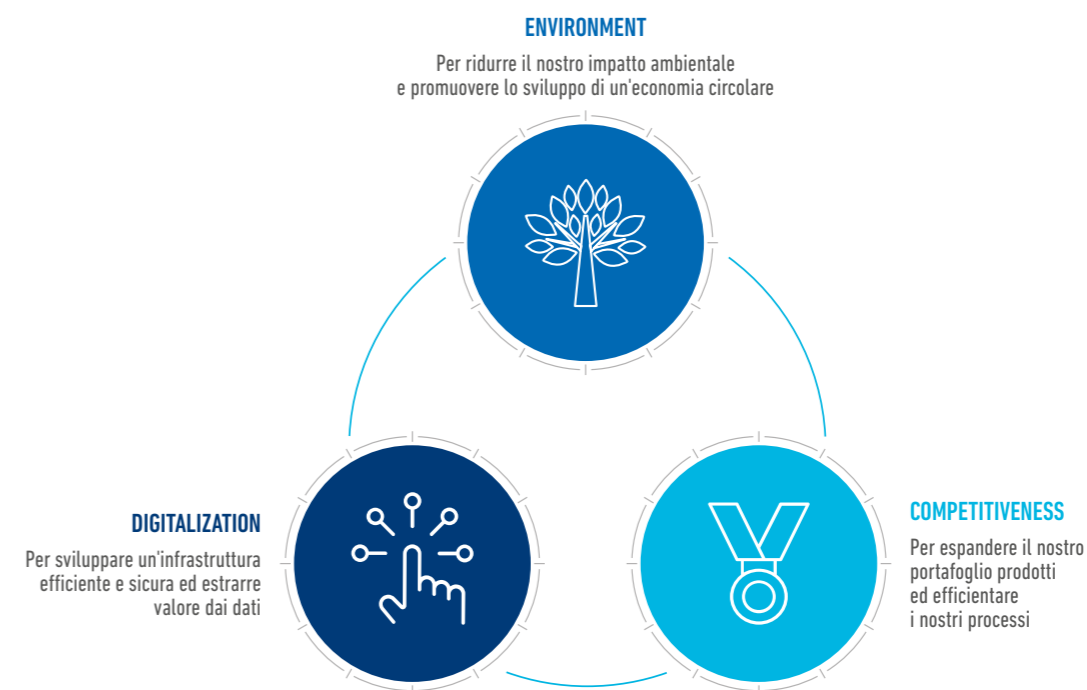 ENVIRONMENT
Per ridurre il nostro impatto ambientale
e promuovere lo sviluppo di un'economia circolare
DIGITALIZATION
Per sviluppare un'infrastruttura
efficiente e sicura ed estrarre
valore dai dati
COMPETITIVENESS
Per espandere il nostro
portafoglio prodotti
ed efficientare
i nostri processi